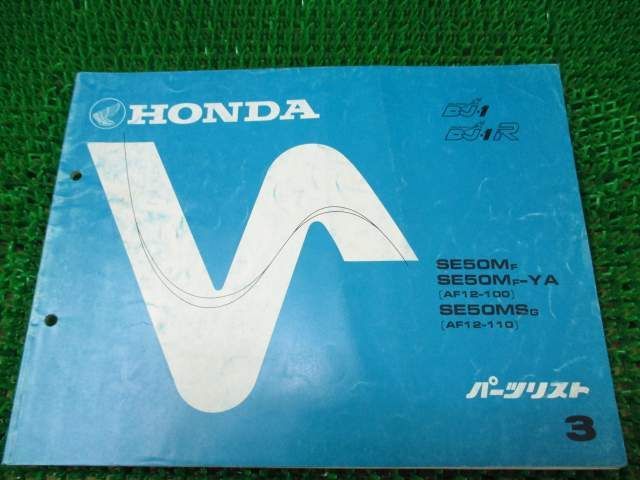 HONDA
DJ·1
DJ·1R
SE50MF
SE50MF-YA
(AF12-100)
SE50MSG
(AF12-110)
パーツリスト
3